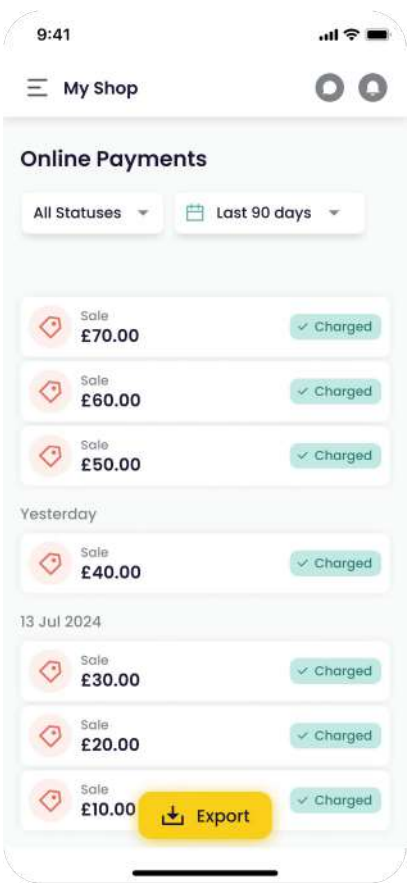 9:41
My Shop
Online Payments
All Statuses Last 90 days
Sale
£70.00 Charged
Sale
£60.00 Charged
Sale
£50.00 Charged
Yesterday
Sale
£40.00 Charged
13 Jul 2024
Sale
£30.00 Charged
Sale
£20.00 Charged
Sale
£10.00 Charged
Export